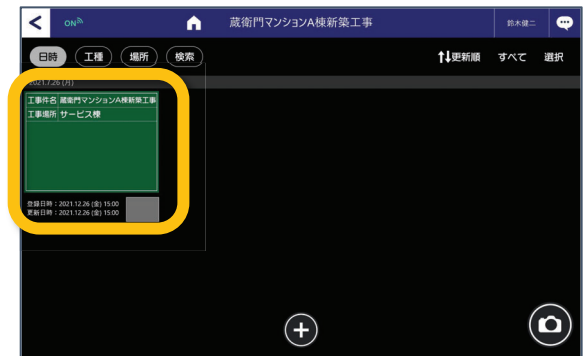 ON
蔵衛門マンションA棟新築工事
鈴木健二
日時 工種 場所 検索
更新順 すべて 選択
2021.7.26 (月)
工事件名 蔵衛門マンションA棟新築工事
工事場所 サービス棟
登録日時：2021.12.26 (金) 15:00
更新日時：2021.12.26 (金) 15:00